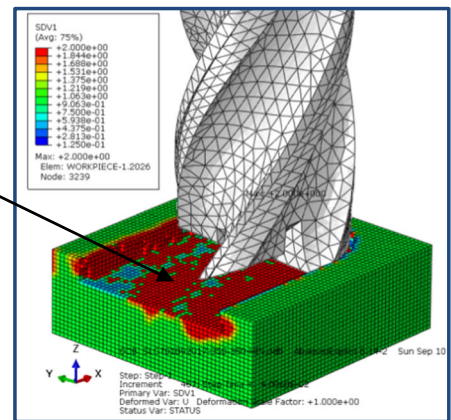 SDV1
(Avg: 75%)
+2.000e+00
+1.844e+00
+1.688e+00
+1.531e+00
+1.375e+00
+1.219e+00
+1.063e+00
+9.063e-01
+7.500e-01
+5.938e-01
+4.375e-01
+2.813e-01
+1.250e-01
Max: +2.000e+00
Elem: WORKPIECE-1.2026
Node: 3239
+2.000e+00
Z
Y
X
Sun Sep 10
Step: Step-1
Increment
Primary Var: SDV1
Deformed Var: U Deformation Scale Factor: +1.000e+00
Status Var: STATUS